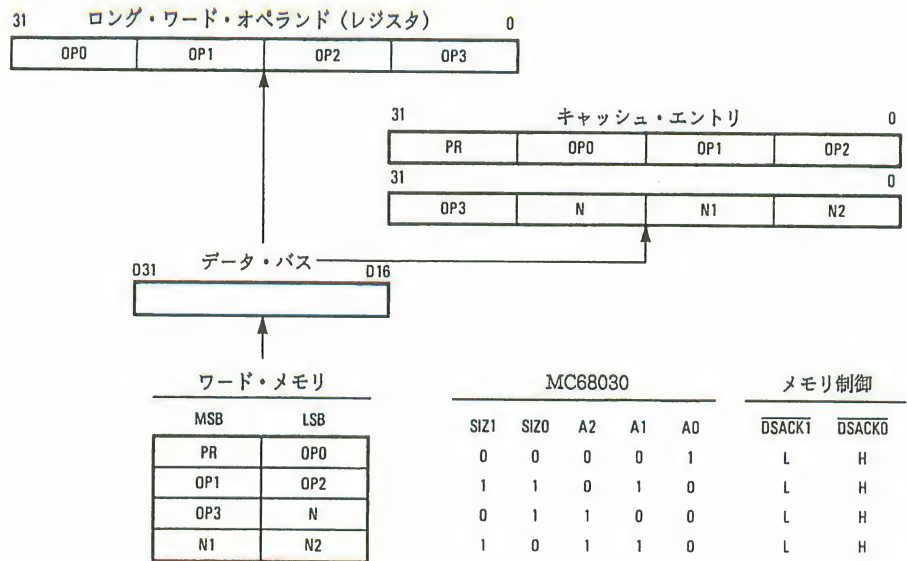 31 ロング・ワード・オペランド (レジスタ) 0
OP0 OP1 OP2 OP3
31 キャッシュ・エントリ 0
PR OP0 OP1 OP2
31 0
OP3 N N1 N2
データ・バス
D31 D16
ワード・メモリ
MSB LSB
PR OP0
OP1 OP2
OP3 N
N1 N2
MC68030 メモリ制御
SIZ1 SIZ0 A2 A1 A0 DSACK1 DSACK0
0 0 0 0 1 L H
1 1 0 1 0 L H
0 1 1 0 0 L H
1 0 1 1 0 L H